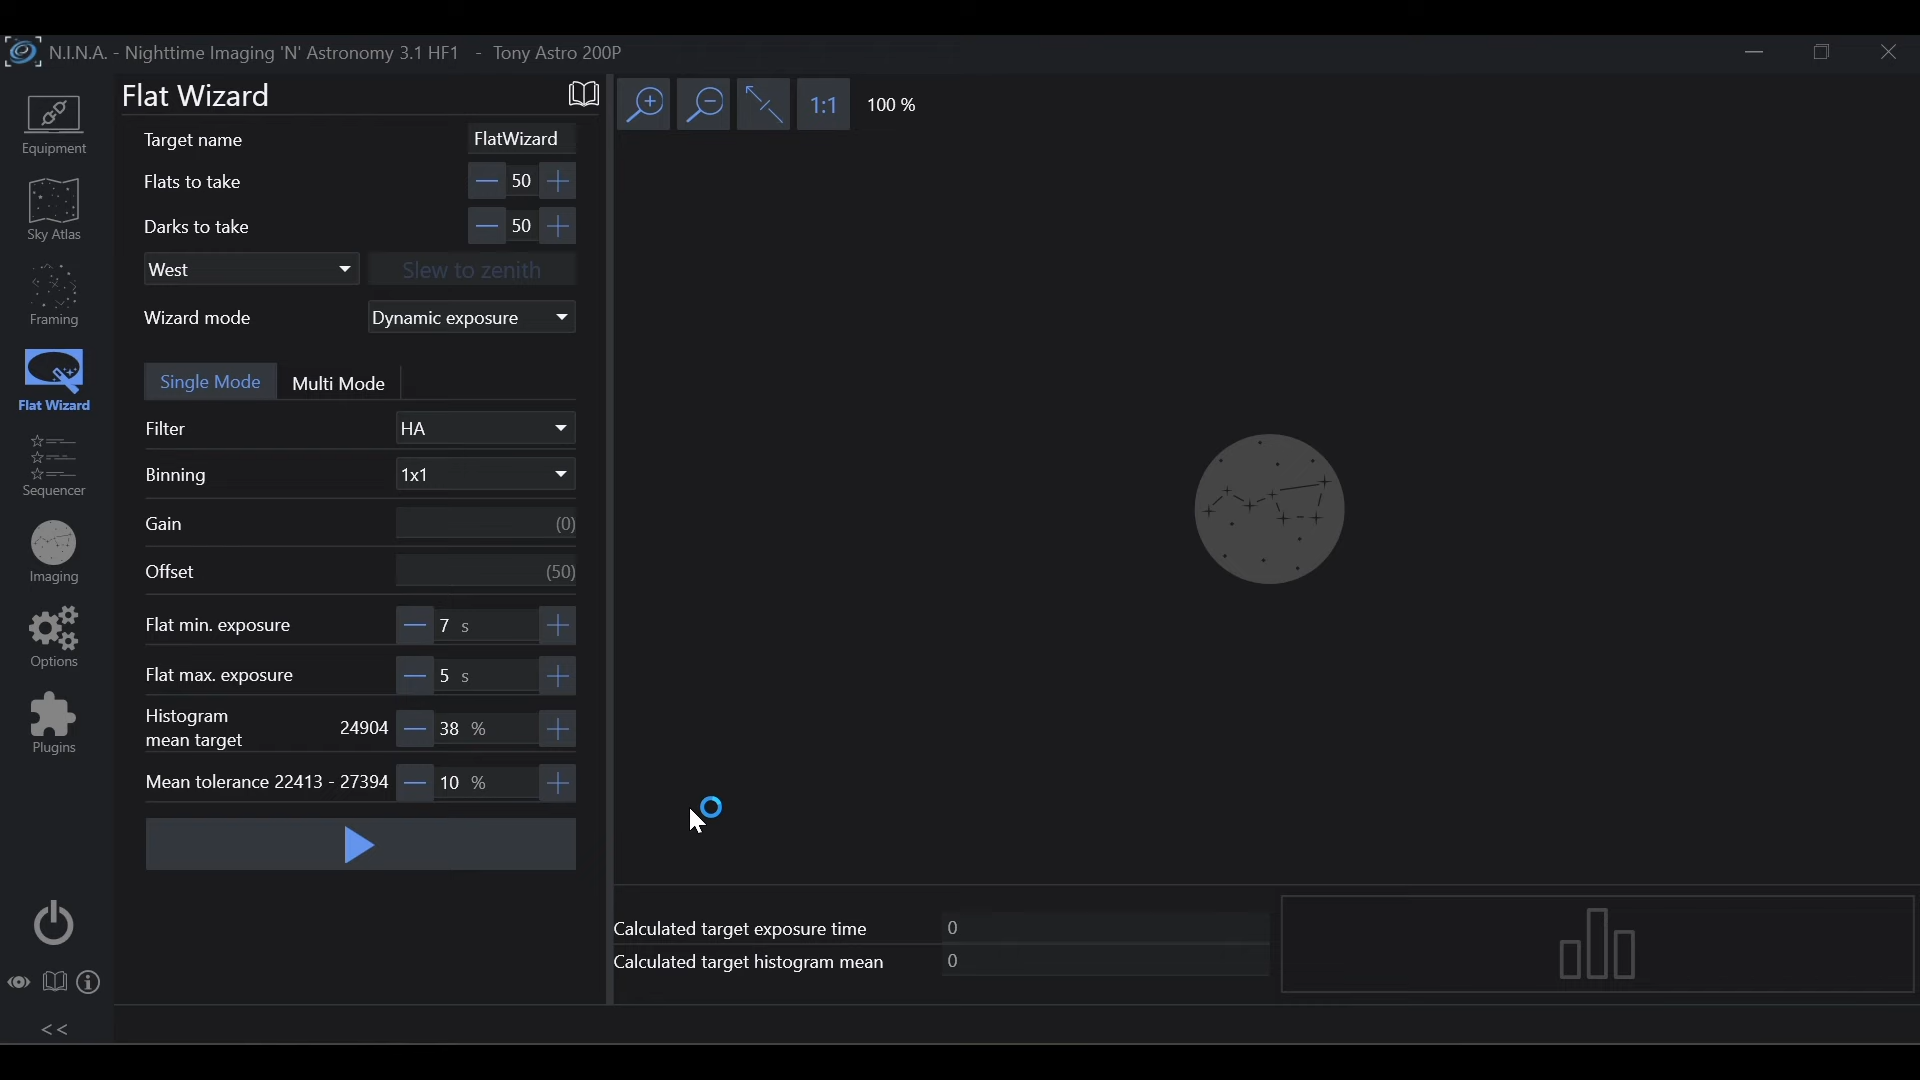 N.I.N.A. - Nighttime Imaging 'N' Astronomy 3.1 HF1 - Tony Astro 200P
Equipment
Sky Atlas
Framing
Flat Wizard
Sequencer
Imaging
Options
Plugins
<<
Flat Wizard
Target name FlatWizard
Flats to take 50
Darks to take 50
West Slew to zenith
Wizard mode Dynamic exposure
Single Mode Multi Mode
Filter HA
Binning 1x1
Gain (0)
Offset (50)
Flat min. exposure 7 s
Flat max. exposure 5 s
Histogram
mean target 24904 38 %
Mean tolerance 22413 - 27394 10 %
1:1 100 %
Calculated target exposure time 0
Calculated target histogram mean 0